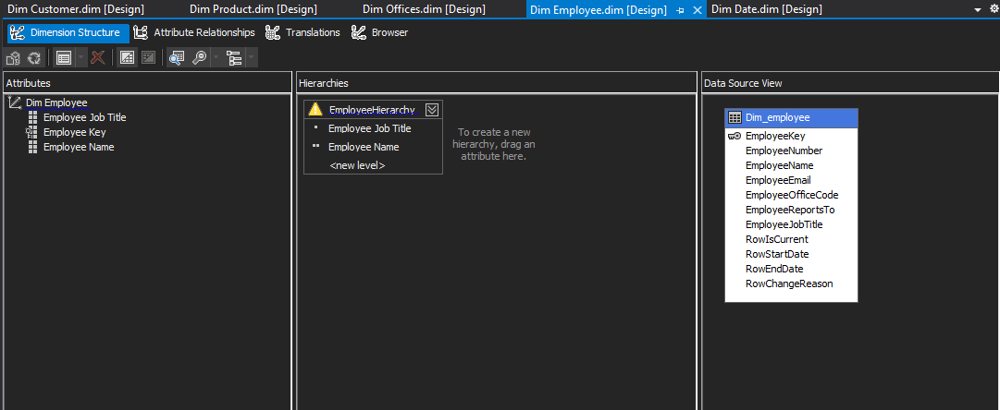 Dim Customer.dim [Design] Dim Product.dim [Design] Dim Offices.dim [Design] Dim Employee.dim [Design] Dim Date.dim [Design]
Dimension Structure Attribute Relationships Translations Browser
Attributes
Dim Employee
Employee Job Title
Employee Key
Employee Name
Hierarchies
EmployeeHierarchy
Employee Job Title
Employee Name
<new level>
To create a new
hierarchy, drag an
attribute here.
Data Source View
Dim_employee
EmployeeKey
EmployeeNumber
EmployeeName
EmployeeEmail
EmployeeOfficeCode
EmployeeReportsTo
EmployeeJobTitle
RowIsCurrent
RowStartDate
RowEndDate
RowChangeReason